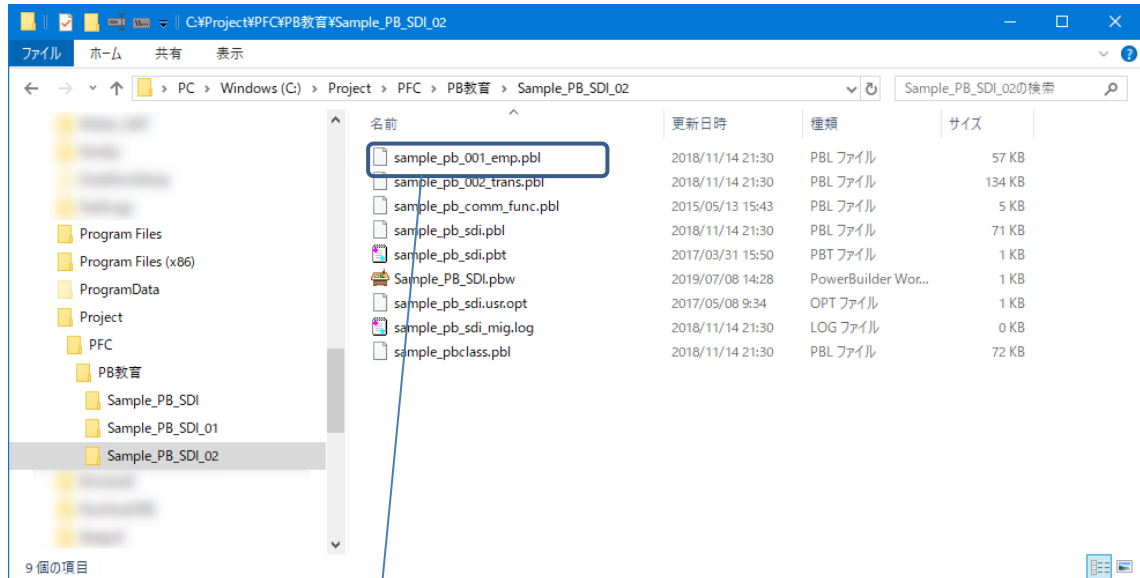 C:¥Project¥PFC¥PB教育¥Sample_PB_SDI_02
ファイル ホーム 共有 表示
PC › Windows (C:) › Project › PFC › PB教育 › Sample_PB_SDI_02
Sample_PB_SDI_02の検索
名前 更新日時 種類 サイズ
sample_pb_001_emp.pbl 2018/11/14 21:30 PBL ファイル 57 KB
sample_pb_002_trans.pbl 2018/11/14 21:30 PBL ファイル 134 KB
sample_pb_comm_func.pbl 2015/05/13 15:43 PBL ファイル 5 KB
sample_pb_sdi.pbl 2018/11/14 21:30 PBL ファイル 71 KB
sample_pb_sdi.pbt 2017/03/31 15:50 PBT ファイル 1 KB
Sample_PB_SDI.pbw 2019/07/08 14:28 PowerBuilder Wor... 1 KB
sample_pb_sdi.usr.opt 2017/05/08 9:34 OPT ファイル 1 KB
sample_pb_sdi_mig.log 2018/11/14 21:30 LOG ファイル 0 KB
sample_pbclass.pbl 2018/11/14 21:30 PBL ファイル 72 KB
Program Files
Program Files (x86)
ProgramData
Project
PFC
PB教育
Sample_PB_SDI
Sample_PB_SDI_01
Sample_PB_SDI_02
9 個の項目